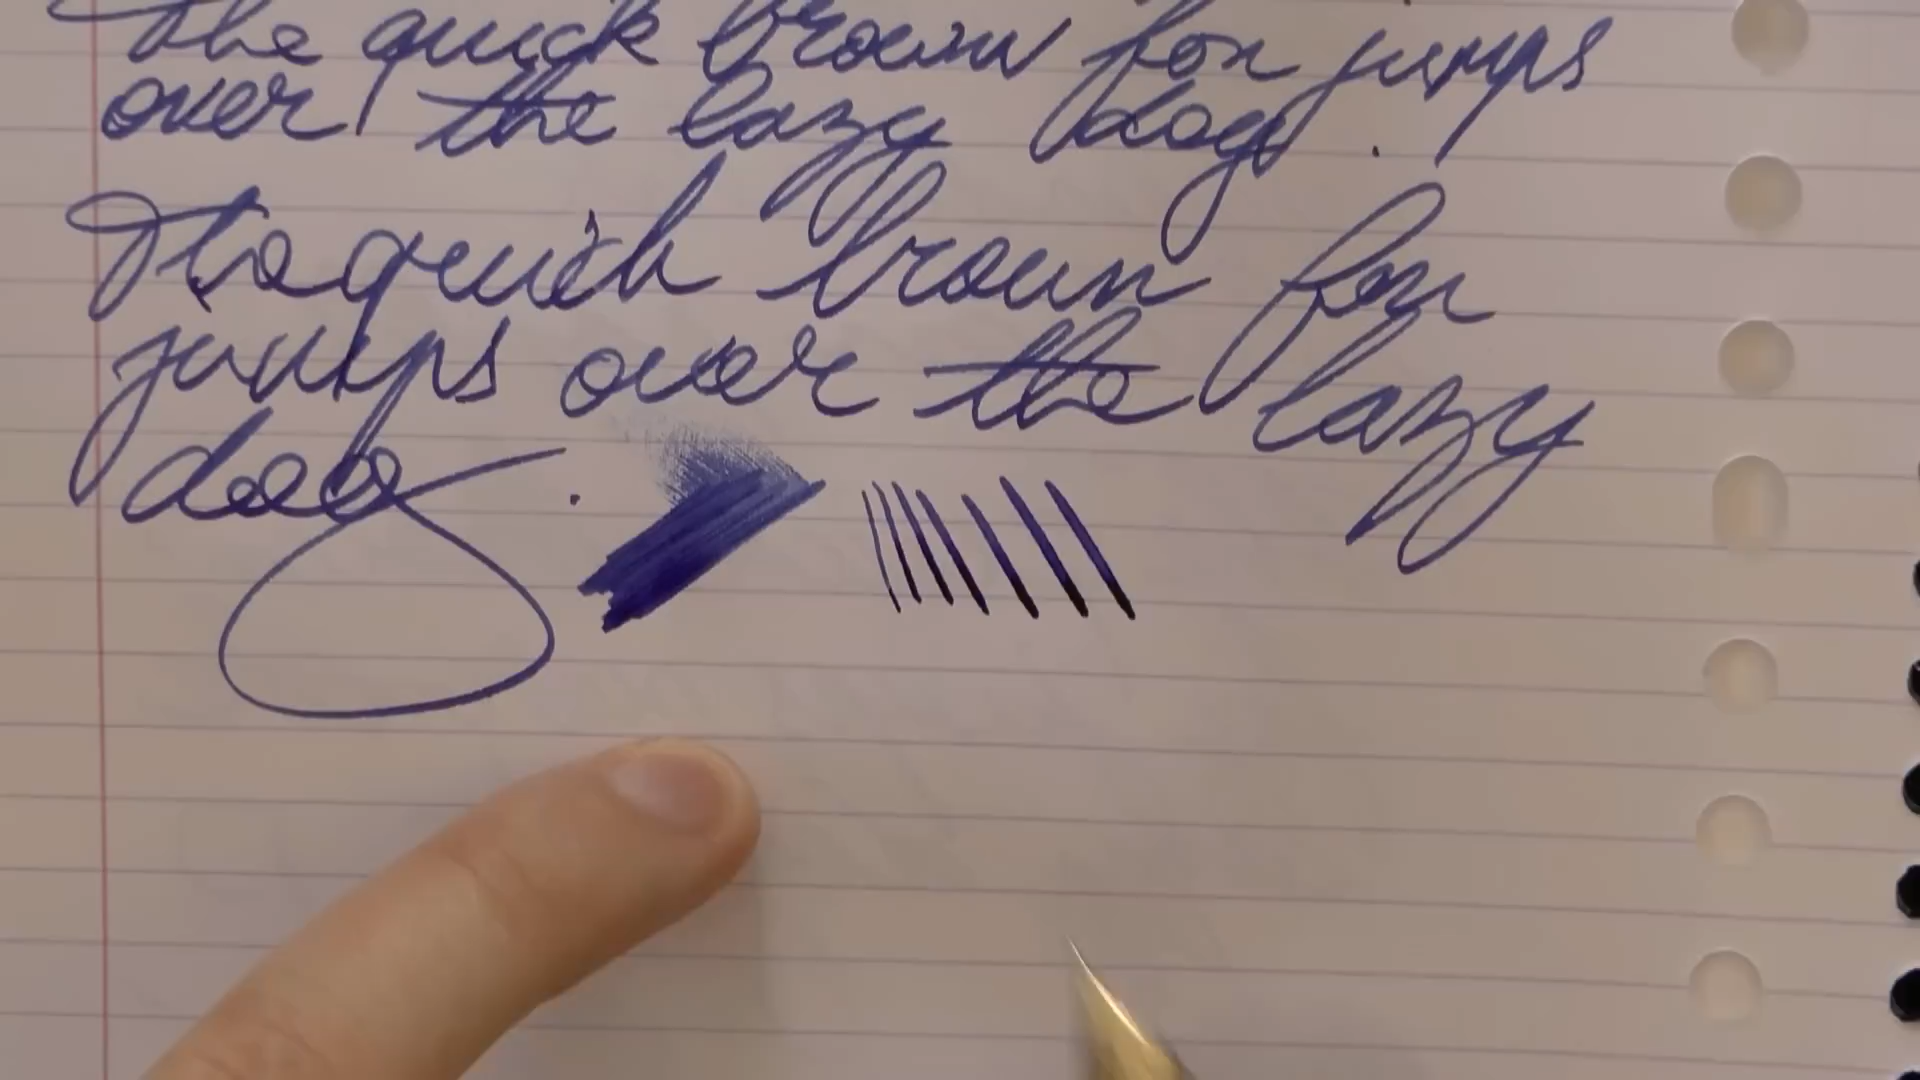 The quick brown fox jumps
over the lazy dog.
The quick brown fox
jumps over the lazy
dog.